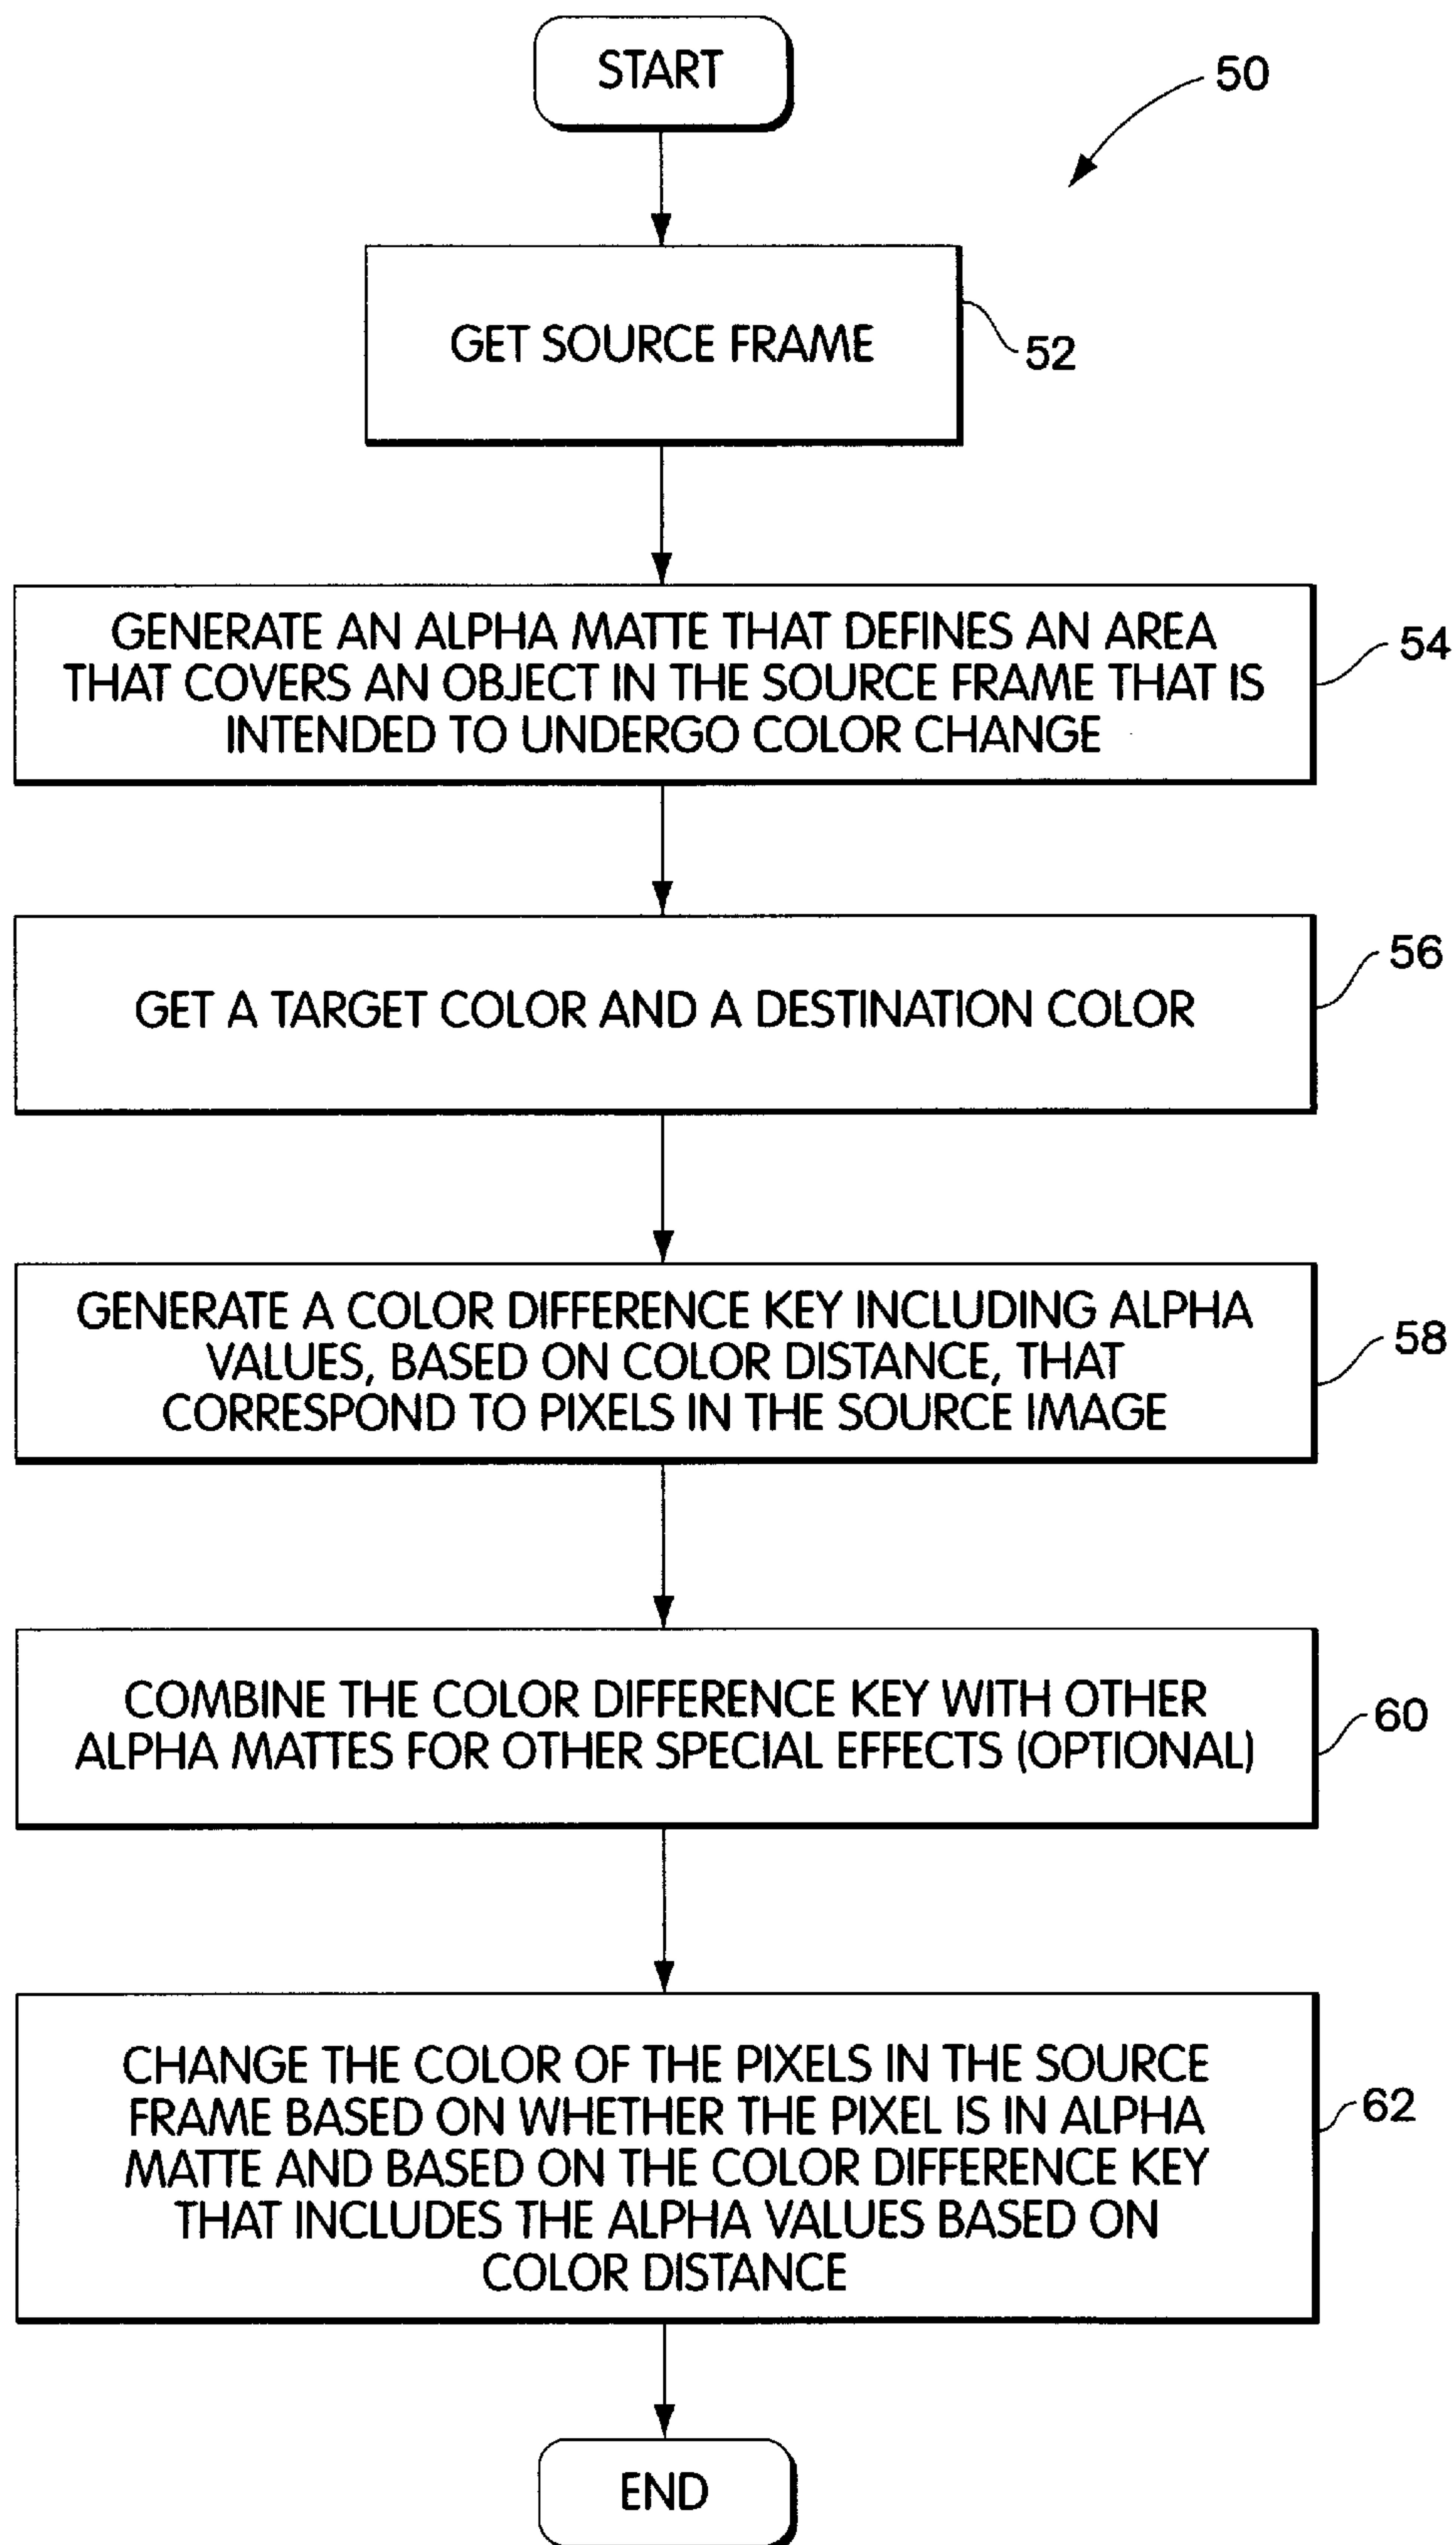 START
50
GET SOURCE FRAME
52
GENERATE AN ALPHA MATTE THAT DEFINES AN AREA
THAT COVERS AN OBJECT IN THE SOURCE FRAME THAT IS
INTENDED TO UNDERGO COLOR CHANGE
54
GET A TARGET COLOR AND A DESTINATION COLOR
56
GENERATE A COLOR DIFFERENCE KEY INCLUDING ALPHA
VALUES, BASED ON COLOR DISTANCE, THAT
CORRESPOND TO PIXELS IN THE SOURCE IMAGE
58
COMBINE THE COLOR DIFFERENCE KEY WITH OTHER
ALPHA MATTES FOR OTHER SPECIAL EFFECTS (OPTIONAL)
60
CHANGE THE COLOR OF THE PIXELS IN THE SOURCE
FRAME BASED ON WHETHER THE PIXEL IS IN ALPHA
MATTE AND BASED ON THE COLOR DIFFERENCE KEY
THAT INCLUDES THE ALPHA VALUES BASED ON
COLOR DISTANCE
62
END